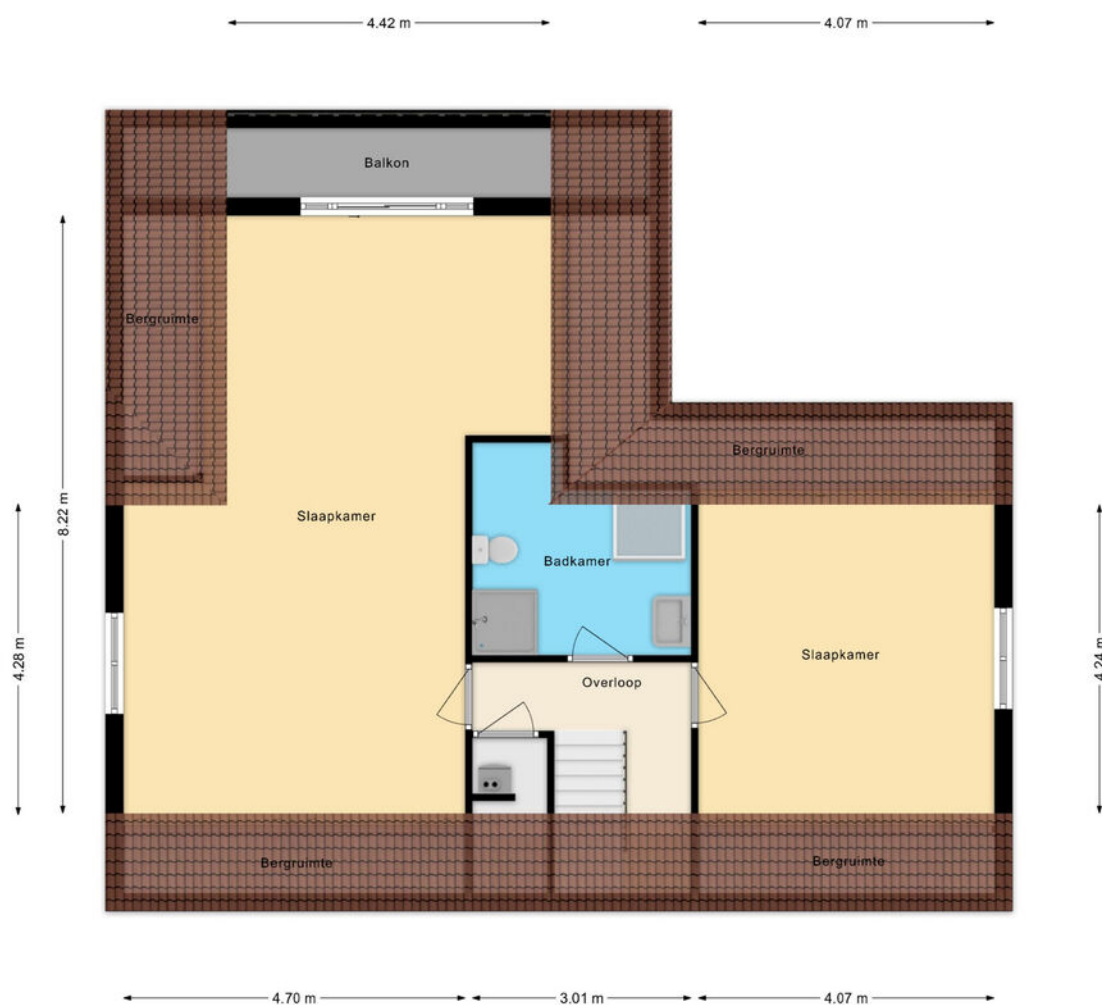 4.42 m
4.07 m
Balkon
Bergruimte
Bergruimte
8.22 m
Slaapkamer
Badkamer
4.28 m
Slaapkamer
4.24 m
Overloop
Bergruimte
Bergruimte
4.70 m
3.01 m
4.07 m